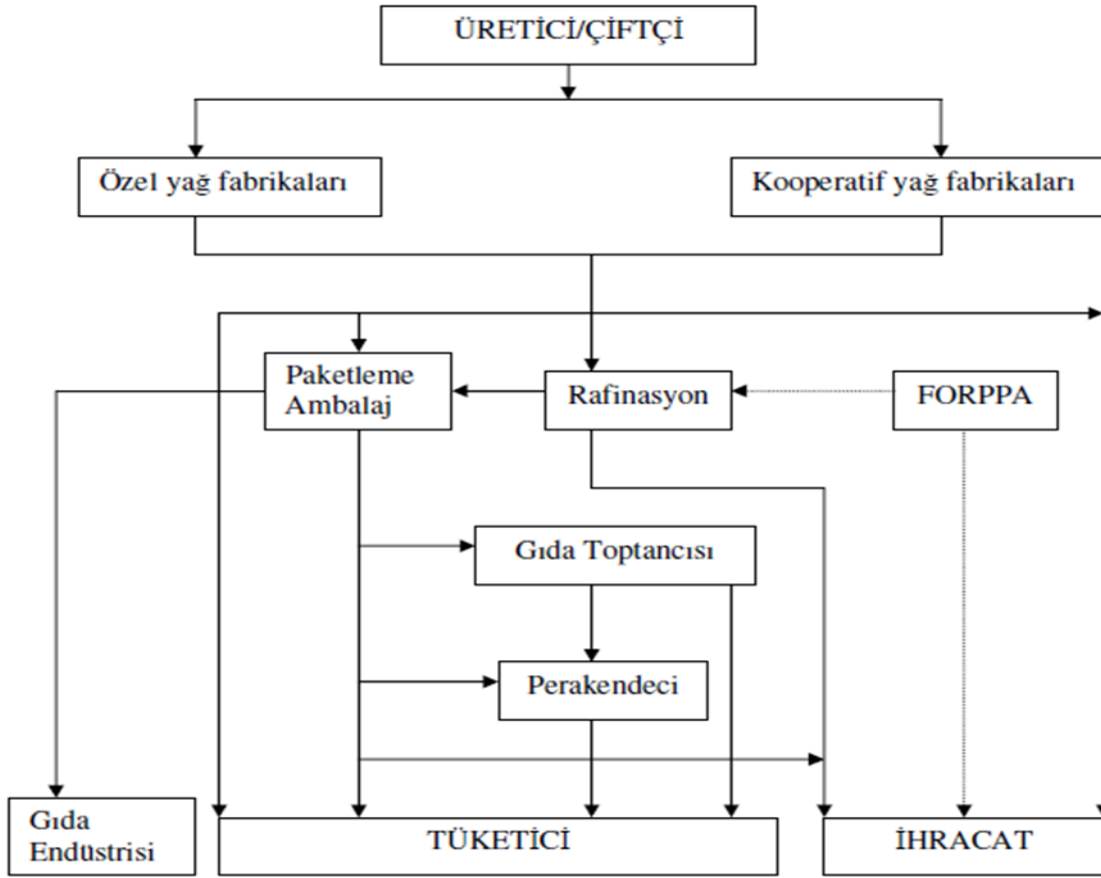 ÜRETİCİ/ÇİFTÇİ
Özel yağ fabrikaları
Kooperatif yağ fabrikaları
Paketleme
Ambalaj
Rafinasyon
FORPPA
Gıda Toptancısı
Perakendeci
Gıda
Endüstrisi
TÜKETİCİ
İHRACAT